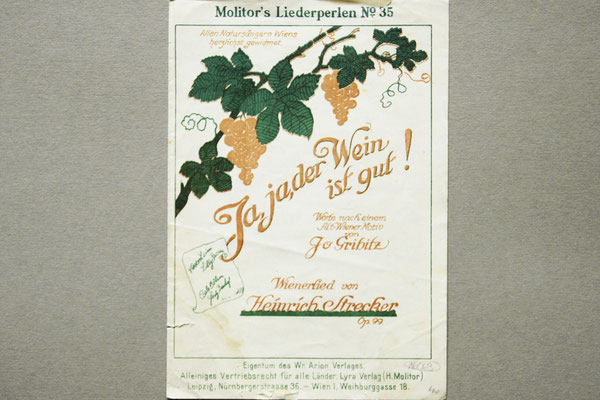 Molitor's Liederperlen No 35
Allen Natursängern Wiens
herzlichst gewidmet.
Ja, ja, der Wein
ist gut!
Worte nach einem
Alt-Wiener Motiv
von
J. Gribitz
Wienerlied von
Heinrich Strecker
Op. 99
Eigentum des Wr. Arion Verlages.
Alleiniges Vertriebsrecht für alle Länder: Lyra Verlag (H. Molitor)
Leipzig, Nürnbergerstrasse 36. — Wien I, Weihburggasse 18.